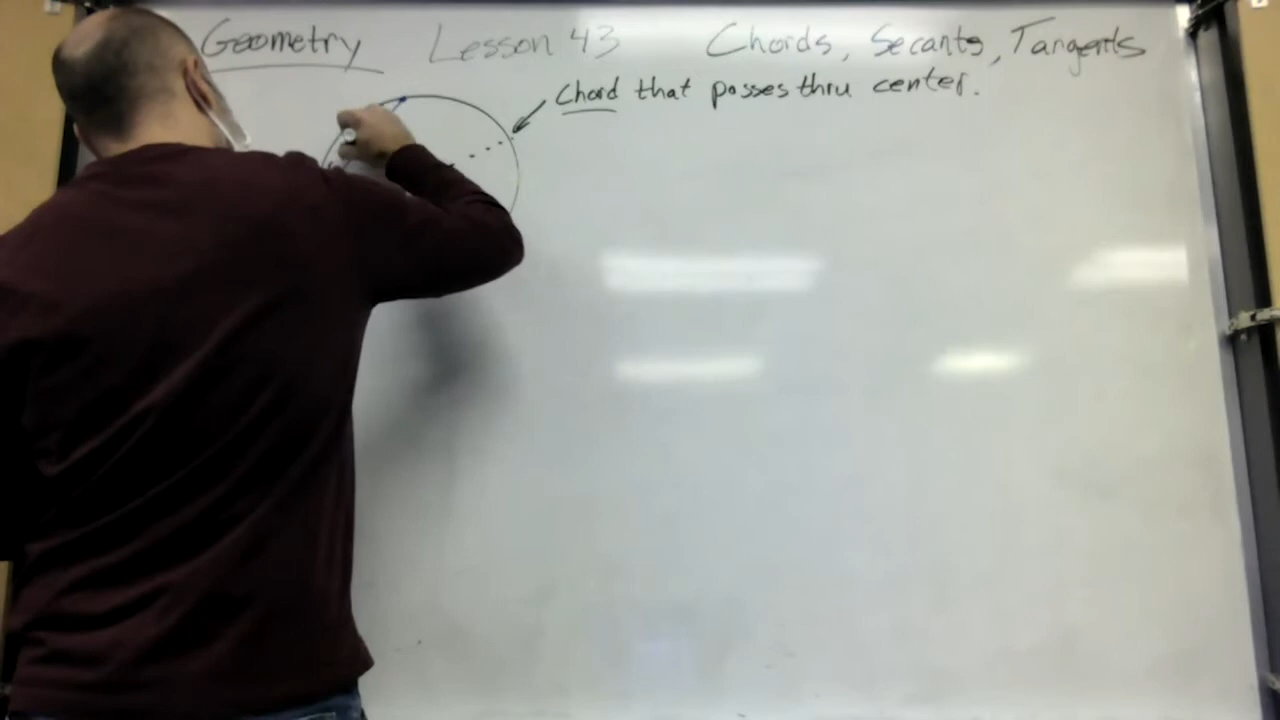 Geometry Lesson 43 Chords, Secants, Tangents
Chord that passes thru center.